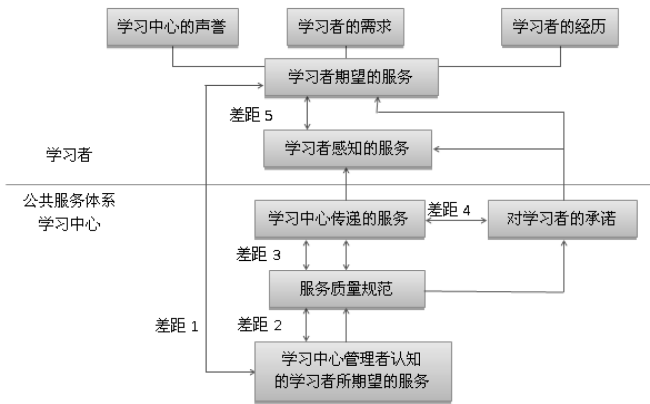 学习中心的声誉
学习者的需求
学习者的经历
学习者期望的服务
差距 5
学习者感知的服务
学习者
公共服务体系
学习中心
学习中心传递的服务
差距 4
对学习者的承诺
差距 3
服务质量规范
差距 1
差距 2
学习中心管理者认知
的学习者所期望的服务